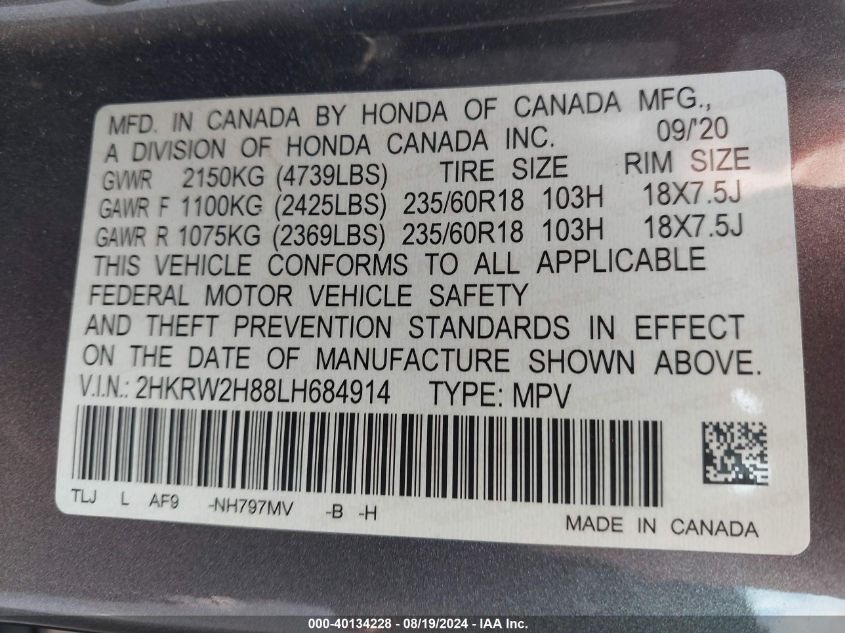 MFD. IN CANADA BY HONDA OF CANADA MFG.,
A DIVISION OF HONDA CANADA INC. 09/'20
GVWR 2150KG (4739LBS) TIRE SIZE RIM SIZE
GAWR F 1100KG (2425LBS) 235/60R18 103H 18X7.5J
GAWR R 1075KG (2369LBS) 235/60R18 103H 18X7.5J
THIS VEHICLE CONFORMS TO ALL APPLICABLE
FEDERAL MOTOR VEHICLE SAFETY
AND THEFT PREVENTION STANDARDS IN EFFECT
ON THE DATE OF MANUFACTURE SHOWN ABOVE.
V.I.N.: 2HKRW2H88LH684914 TYPE: MPV
TLJ L AF9 -NH797MV -B -H
MADE IN CANADA
000-40134228 - 08/19/2024 - IAA Inc.